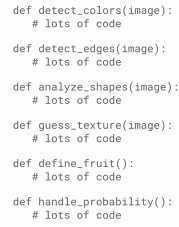 def detect_colors(image):
    # lots of code
def detect_edges(image):
    # lots of code
def analyze_shapes(image):
    # lots of code
def guess_texture(image):
    # lots of code
def define_fruit():
    # lots of code
def handle_probability():
    # lots of code